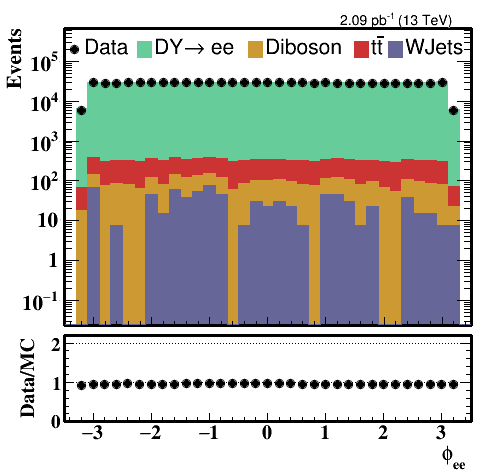 2.09 pb⁻¹ (13 TeV)
Events
Data DY→ ee Diboson tt̄ WJets
10⁵
10⁴
10³
10²
10
1
10⁻¹
Data/MC
2
1
0
−3 −2 −1 0 1 2 3
ϕee